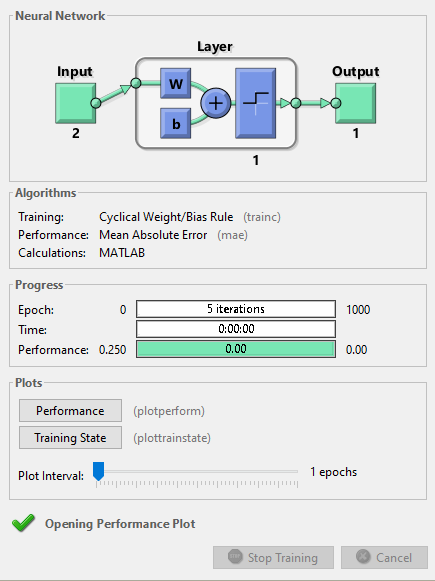 Neural Network
Layer
Input
Output
W
b
+
2
1
1
Algorithms
Training: Cyclical Weight/Bias Rule (trainc)
Performance: Mean Absolute Error (mae)
Calculations: MATLAB
Progress
Epoch: 0 5 iterations 1000
Time: 0:00:00
Performance: 0.250 0.00 0.00
Plots
Performance (plotperform)
Training State (plottrainstate)
Plot Interval: 1 epochs
Opening Performance Plot
Stop Training Cancel